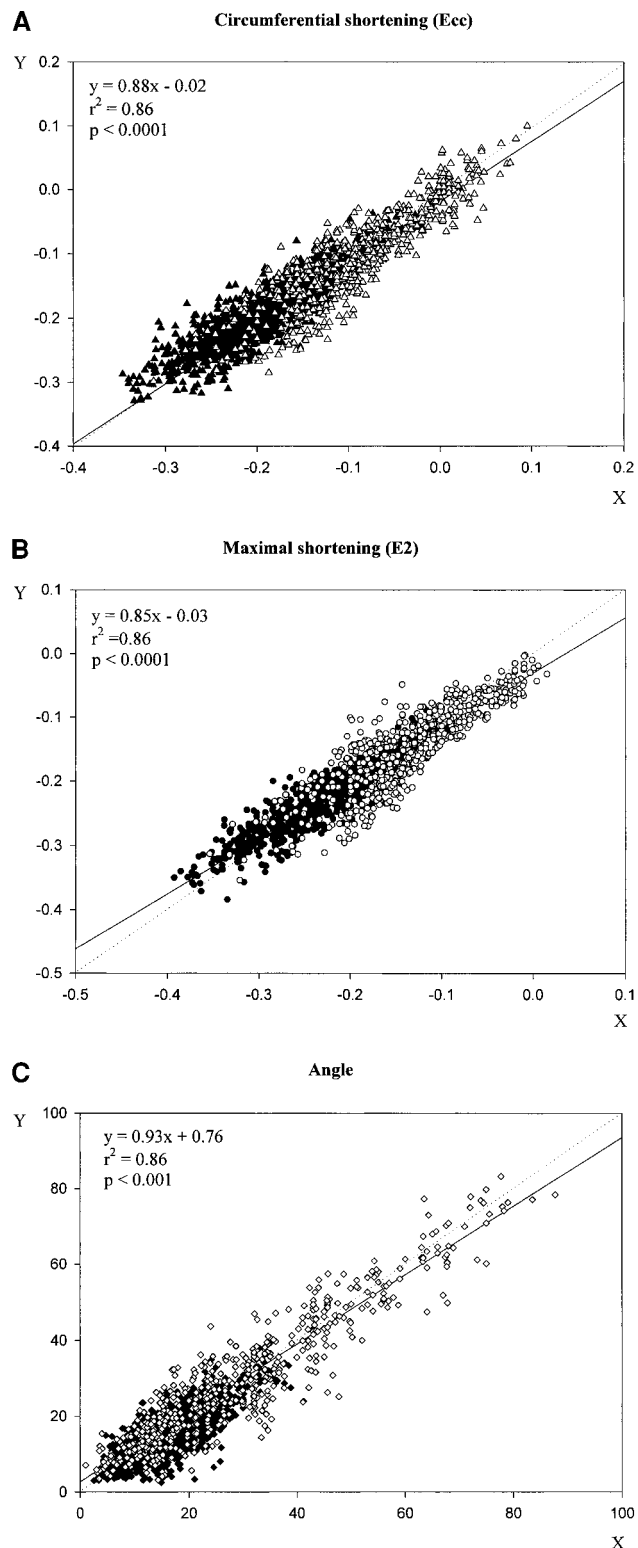 A
Circumferential shortening (Ecc)
Y
0.2
y = 0.88x - 0.02
r² = 0.86
p < 0.0001
0.1
0.0
-0.1
-0.2
-0.3
-0.4
-0.4 -0.3 -0.2 -0.1 0.0 0.1 0.2
X
B
Maximal shortening (E2)
Y
0.1
y = 0.85x - 0.03
r² =0.86
p < 0.0001
0.0
-0.1
-0.2
-0.3
-0.4
-0.5
-0.5 -0.4 -0.3 -0.2 -0.1 0.0 0.1
X
C
Angle
Y
100
y = 0.93x + 0.76
r² = 0.86
p < 0.001
80
60
40
20
0
0 20 40 60 80 100
X